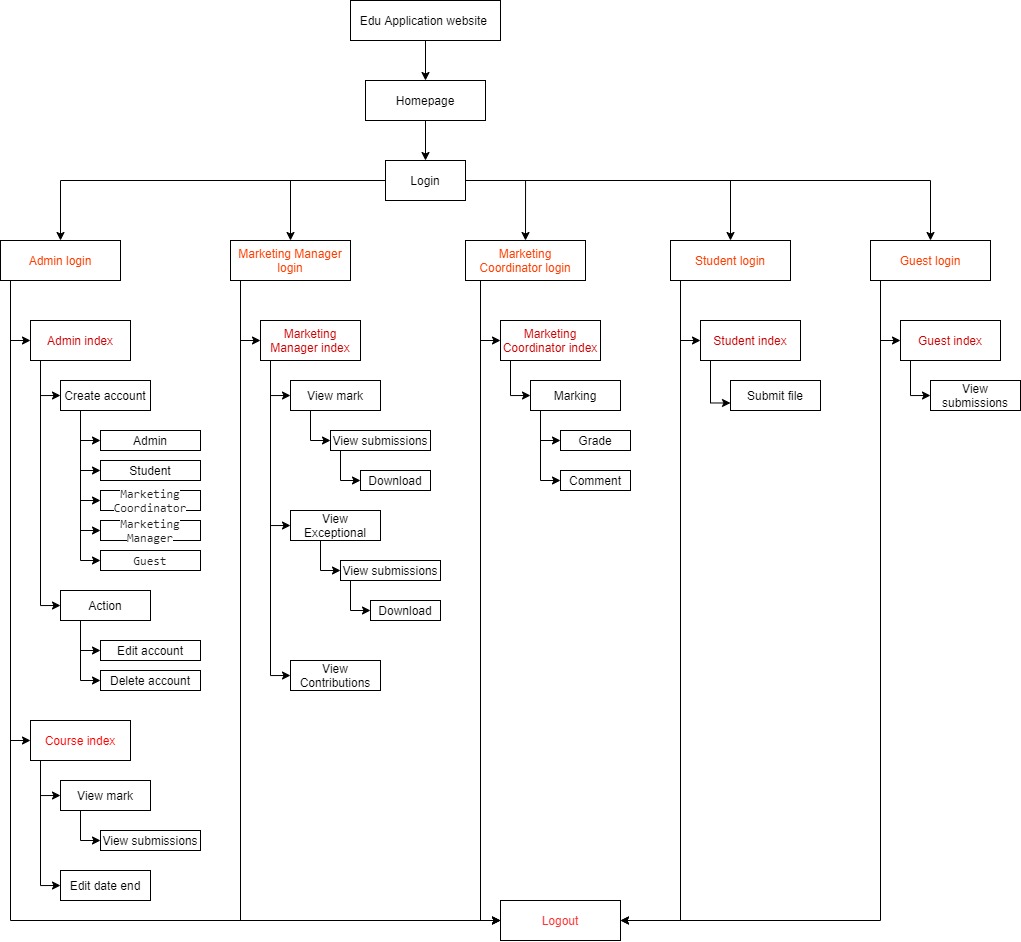 Edu Application website
Homepage
Login
Admin login
Marketing Manager
login
Marketing
Coordinator login
Student login
Guest login
Admin index
Create account
Admin
Student
Marketing
Coordinator
Marketing
Manager
Guest
Action
Edit account
Delete account
Course index
View mark
View submissions
Edit date end
Marketing
Manager index
View mark
View submissions
Download
View
Exceptional
View submissions
Download
View
Contributions
Marketing
Coordinator index
Marking
Grade
Comment
Student index
Submit file
Guest index
View
submissions
Logout